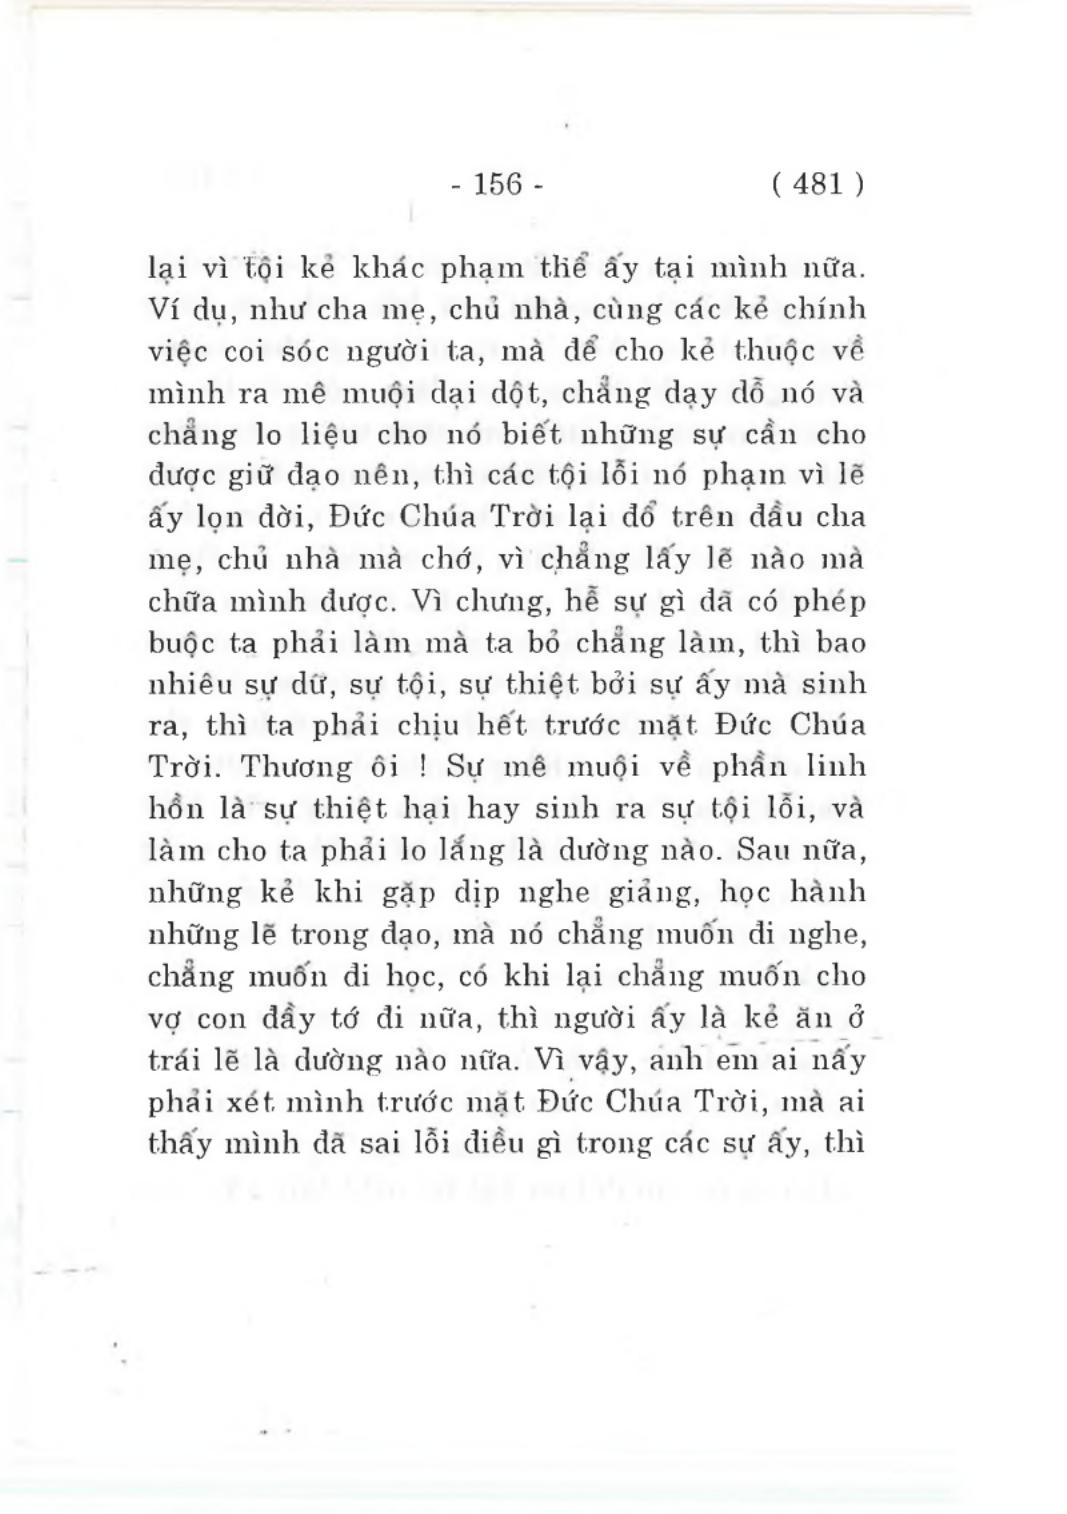 - 156 - ( 481 )
lại vì tội kẻ khác phạm thể ấy tại mình nữa.
Ví dụ, như cha mẹ, chủ nhà, cùng các kẻ chính
việc coi sóc người ta, mà để cho kẻ thuộc về
mình ra mê muội dại dột, chẳng dạy dỗ nó và
chẳng lo liệu cho nó biết những sự cần cho
được giữ đạo nên, thì các tội lỗi nó phạm vì lẽ
ấy lọn đời, Đức Chúa Trời lại đổ trên đầu cha
mẹ, chủ nhà mà chớ, vì chẳng lấy lẽ nào mà
chữa mình được. Vì chưng, hễ sự gì đã có phép
buộc ta phải làm mà ta bỏ chẳng làm, thì bao
nhiêu sự dữ, sự tội, sự thiệt bởi sự ấy mà sinh
ra, thì ta phải chịu hết trước mặt Đức Chúa
Trời. Thương ôi ! Sự mê muội về phần linh
hồn là sự thiệt hại hay sinh ra sự tội lỗi, và
làm cho ta phải lo lắng là dường nào. Sau nữa,
những kẻ khi gặp dịp nghe giảng, học hành
những lẽ trong đạo, mà nó chẳng muốn đi nghe,
chẳng muốn đi học, có khi lại chẳng muốn cho
vợ con đầy tớ đi nữa, thì người ấy là kẻ ăn ở
trái lẽ là dường nào nữa. Vì vậy, anh em ai nấy
phải xét mình trước mặt Đức Chúa Trời, mà ai
thấy mình đã sai lỗi điều gì trong các sự ấy, thì